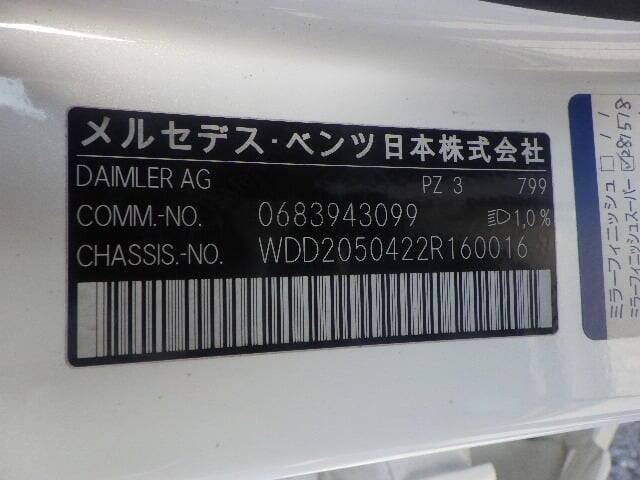 メルセデス・ベンツ日本株式会社
DAIMLER AG PZ 3 799
COMM.-NO. 0683943099 1,0%
CHASSIS.-NO. WDD2050422R160016
ミラーフィニッシュ
ミラーフィニッシュスーパー